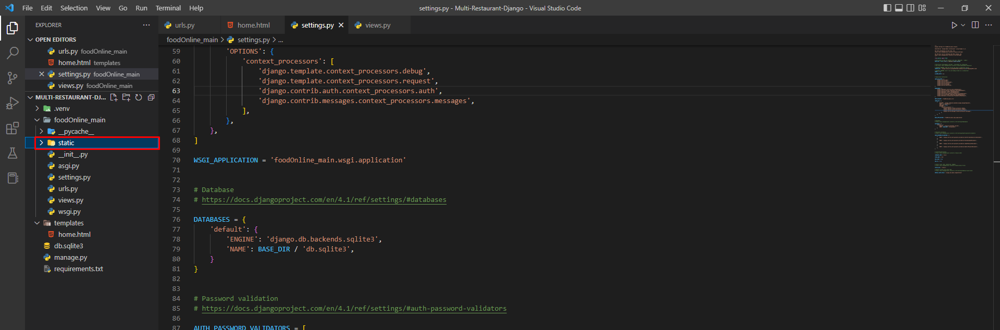 File Edit Selection View Go Run Terminal Help
settings.py - Multi-Restaurant-Django - Visual Studio Code
EXPLORER
OPEN EDITORS
urls.py foodOnline_main
home.html templates
settings.py foodOnline_main
views.py foodOnline_main
MULTI-RESTAURANT-DJ...
.venv
foodOnline_main
__pycache__
static
__init__.py
asgi.py
settings.py
urls.py
views.py
wsgi.py
templates
home.html
db.sqlite3
manage.py
requirements.txt
urls.py home.html settings.py views.py
foodOnline_main > settings.py > ...
59 'OPTIONS': {
60 'context_processors': [
61 'django.template.context_processors.debug',
62 'django.template.context_processors.request',
63 'django.contrib.auth.context_processors.auth',
64 'django.contrib.messages.context_processors.messages',
65 ],
66 },
67 },
68 ]
69
70 WSGI_APPLICATION = 'foodOnline_main.wsgi.application'
71
72
73 # Database
74 # https://docs.djangoproject.com/en/4.1/ref/settings/#databases
75
76 DATABASES = {
77 'default': {
78 'ENGINE': 'django.db.backends.sqlite3',
79 'NAME': BASE_DIR / 'db.sqlite3',
80 }
81 }
82
83
84 # Password validation
85 # https://docs.djangoproject.com/en/4.1/ref/settings/#auth-password-validators
86
87 AUTH_PASSWORD_VALIDATORS = [